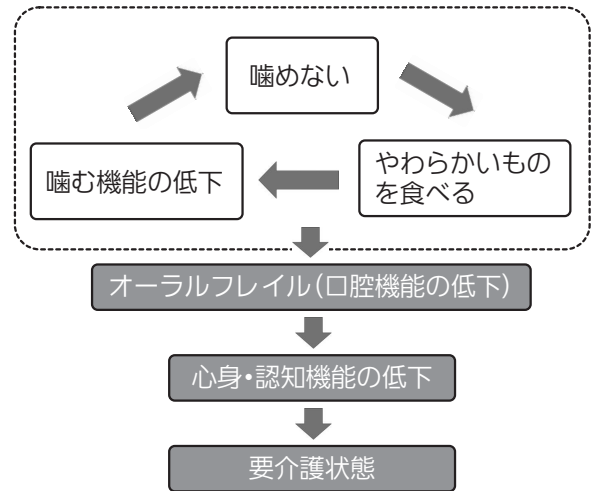 噛めない
やわらかいもの
を食べる
噛む機能の低下
オーラルフレイル(口腔機能の低下)
心身・認知機能の低下
要介護状態